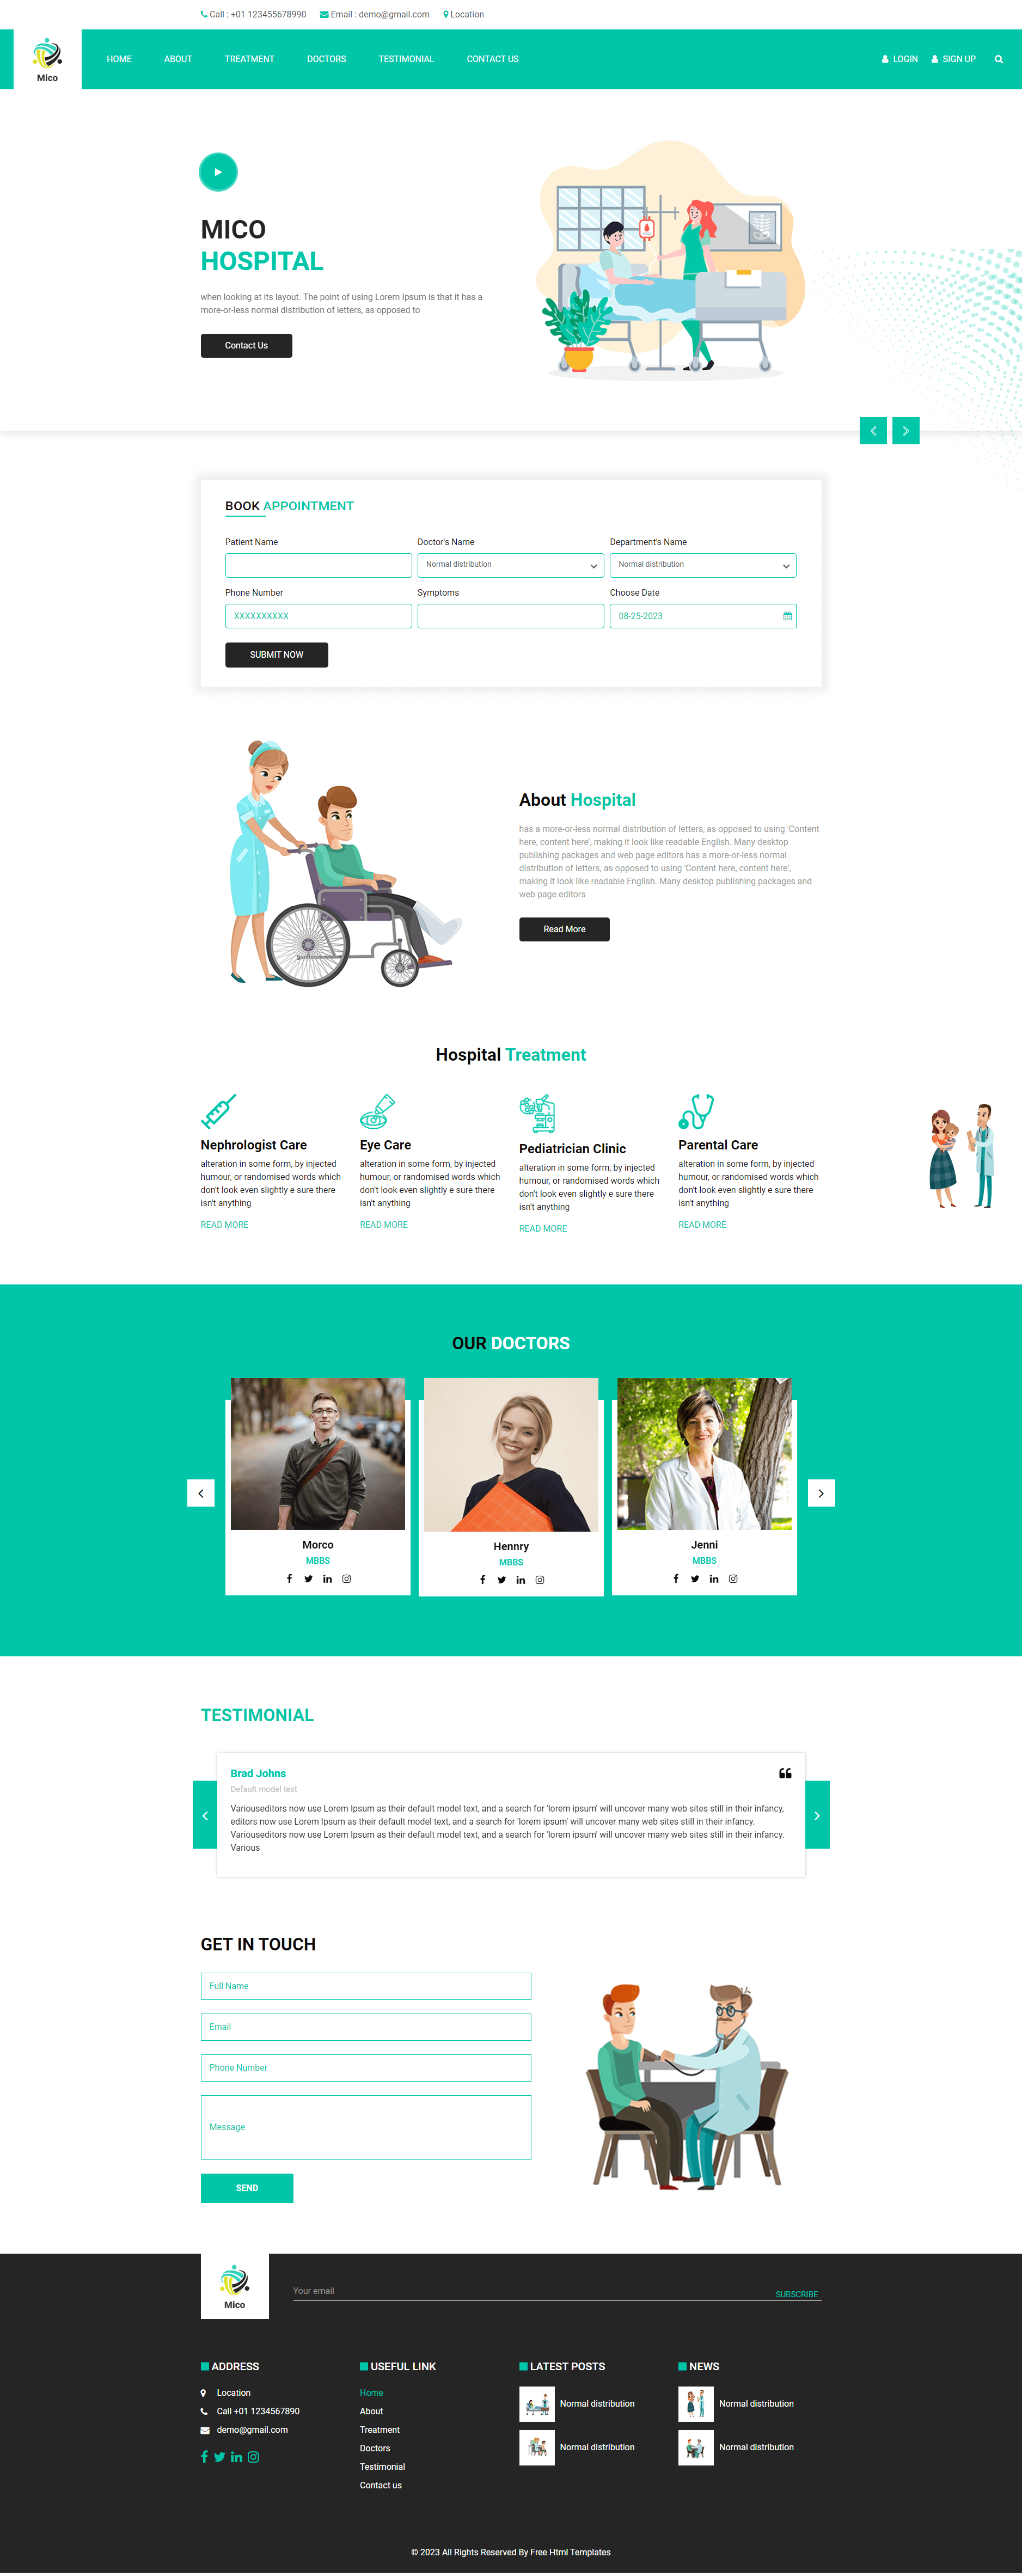 Call : +01 123455678990
Email : demo@gmail.com
Location
Mico
HOME
ABOUT
TREATMENT
DOCTORS
TESTIMONIAL
CONTACT US
LOGIN
SIGN UP
MICO
HOSPITAL
when looking at its layout. The point of using Lorem Ipsum is that it has a
more-or-less normal distribution of letters, as opposed to
Contact Us
BOOK APPOINTMENT
Patient Name
Doctor's Name
Department's Name
Normal distribution
Normal distribution
Phone Number
Symptoms
Choose Date
XXXXXXXXXX
08-25-2023
SUBMIT NOW
About Hospital
has a more-or-less normal distribution of letters, as opposed to using 'Content
here, content here', making it look like readable English. Many desktop
publishing packages and web page editors has a more-or-less normal
distribution of letters, as opposed to using 'Content here, content here',
making it look like readable English. Many desktop publishing packages and
web page editors
Read More
Hospital Treatment
Nephrologist Care
alteration in some form, by injected
humour, or randomised words which
don't look even slightly e sure there
isn't anything
READ MORE
Eye Care
alteration in some form, by injected
humour, or randomised words which
don't look even slightly e sure there
isn't anything
READ MORE
Pediatrician Clinic
alteration in some form, by injected
humour, or randomised words which
don't look even slightly e sure there
isn't anything
READ MORE
Parental Care
alteration in some form, by injected
humour, or randomised words which
don't look even slightly e sure there
isn't anything
READ MORE
OUR DOCTORS
Morco
MBBS
Hennry
MBBS
Jenni
MBBS
TESTIMONIAL
Brad Johns
Default model text
Variouseditors now use Lorem Ipsum as their default model text, and a search for 'lorem ipsum' will uncover many web sites still in their infancy,
editors now use Lorem Ipsum as their default model text, and a search for 'lorem ipsum' will uncover many web sites still in their infancy.
Variouseditors now use Lorem Ipsum as their default model text, and a search for 'lorem ipsum' will uncover many web sites still in their infancy.
Various
GET IN TOUCH
Full Name
Email
Phone Number
Message
SEND
Mico
Your email
SUBSCRIBE
ADDRESS
Location
Call +01 1234567890
demo@gmail.com
USEFUL LINK
Home
About
Treatment
Doctors
Testimonial
Contact us
LATEST POSTS
Normal distribution
Normal distribution
NEWS
Normal distribution
Normal distribution
© 2023 All Rights Reserved By Free Html Templates